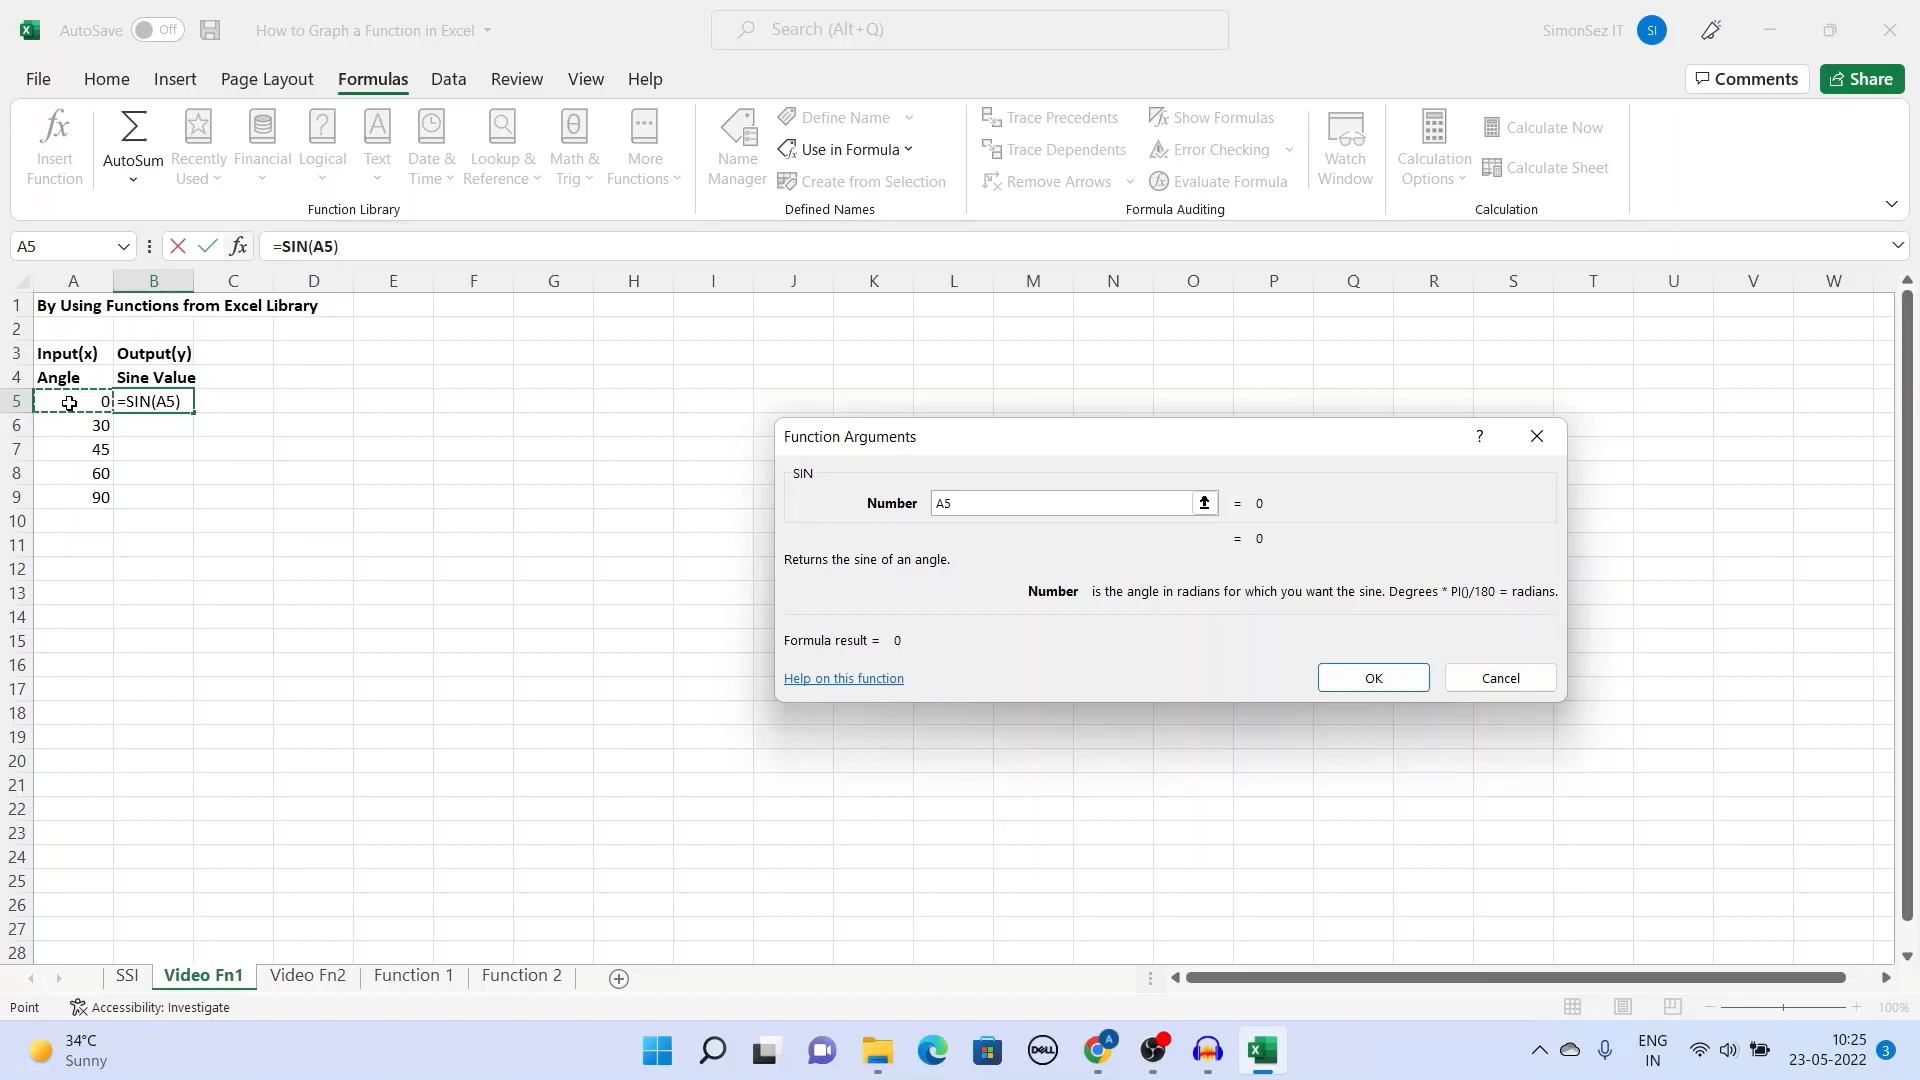 AutoSave Off How to Graph a Function in Excel Search (Alt+Q) SimonSez IT SI
File Home Insert Page Layout Formulas Data Review View Help Comments Share
Insert Function
AutoSum
Recently Used
Financial
Logical
Text
Date & Time
Lookup & Reference
Math & Trig
More Functions
Function Library
Name Manager
Define Name
Use in Formula
Create from Selection
Defined Names
Trace Precedents
Trace Dependents
Remove Arrows
Show Formulas
Error Checking
Evaluate Formula
Formula Auditing
Watch Window
Calculation Options
Calculate Now
Calculate Sheet
Calculation
A5 fx =SIN(A5)
A B C D E F G H I J K L M N O P Q R S T U V W
1 By Using Functions from Excel Library
2
3 Input(x) Output(y)
4 Angle Sine Value
5 0 =SIN(A5)
6 30
7 45
8 60
9 90
10
11
12
13
14
15
16
17
18
19
20
21
22
23
24
25
26
27
28
Function Arguments ?
SIN
Number A5 = 0
= 0
Returns the sine of an angle.
Number is the angle in radians for which you want the sine. Degrees * PI()/180 = radians.
Formula result = 0
Help on this function OK Cancel
SSI Video Fn1 Video Fn2 Function 1 Function 2
Point Accessibility: Investigate 100%
34°C
Sunny
DELL
A
ENG
IN
10:25
23-05-2022
3